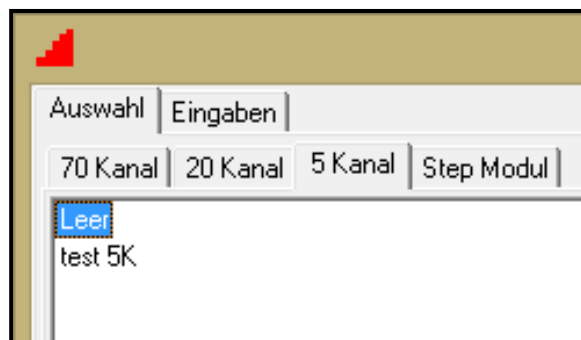 Auswahl Eingaben
70 Kanal 20 Kanal 5 Kanal Step Modul
Leer
test 5K